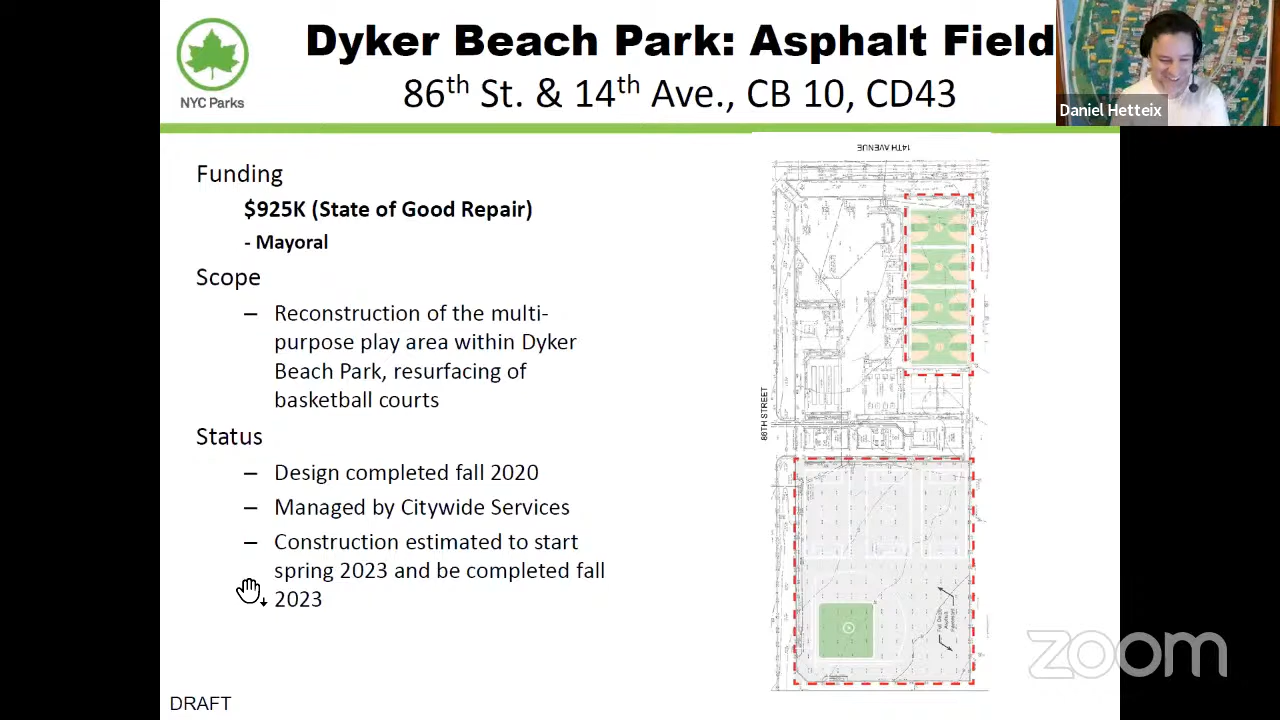 Dyker Beach Park: Asphalt Field
86th St. & 14th Ave., CB 10, CD43
NYC Parks
Daniel Hetteix
14TH AVENUE
Funding
$925K (State of Good Repair)
- Mayoral
Scope
– Reconstruction of the multi-
purpose play area within Dyker
Beach Park, resurfacing of
basketball courts
86TH STREET
Status
– Design completed fall 2020
– Managed by Citywide Services
– Construction estimated to start
spring 2023 and be completed fall
2023
zoom
DRAFT